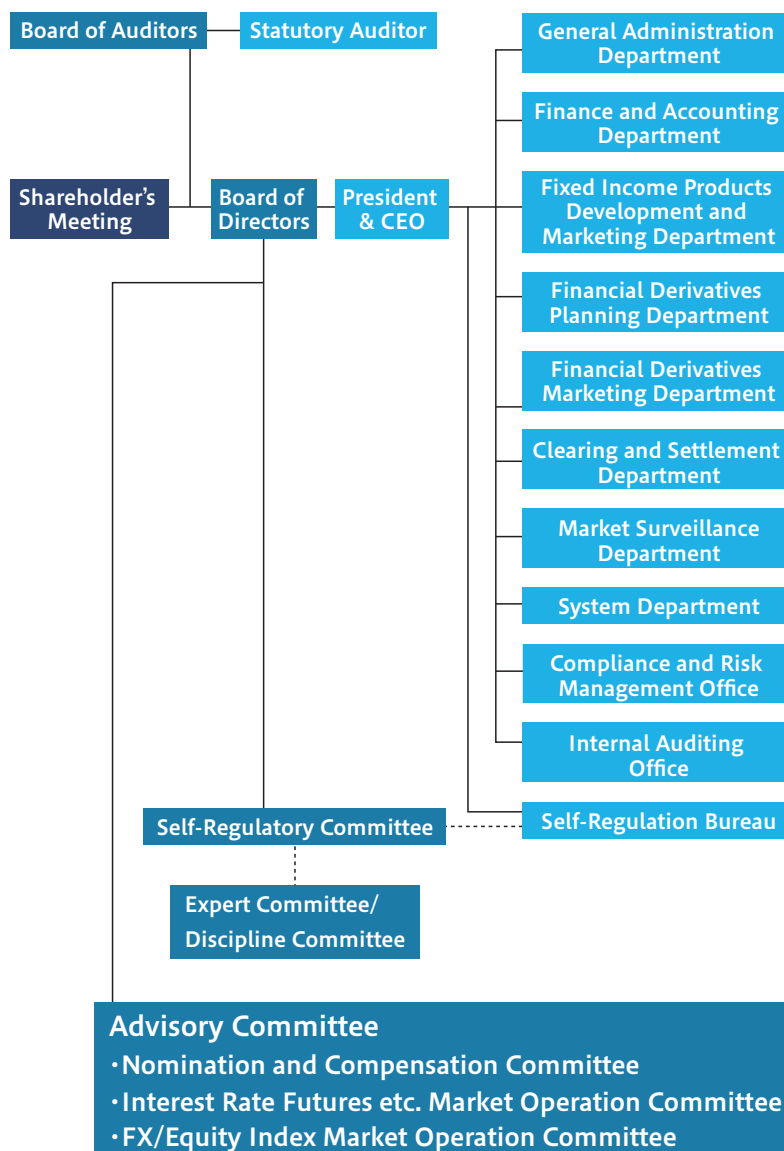 Board of Auditors
Statutory Auditor
Shareholder's
Meeting
Board of
Directors
President
& CEO
General Administration
Department
Finance and Accounting
Department
Fixed Income Products
Development and
Marketing Department
Financial Derivatives
Planning Department
Financial Derivatives
Marketing Department
Clearing and Settlement
Department
Market Surveillance
Department
System Department
Compliance and Risk
Management Office
Internal Auditing
Office
Self-Regulatory Committee
Self-Regulation Bureau
Expert Committee/
Discipline Committee
Advisory Committee
・Nomination and Compensation Committee
・Interest Rate Futures etc. Market Operation Committee
・FX/Equity Index Market Operation Committee